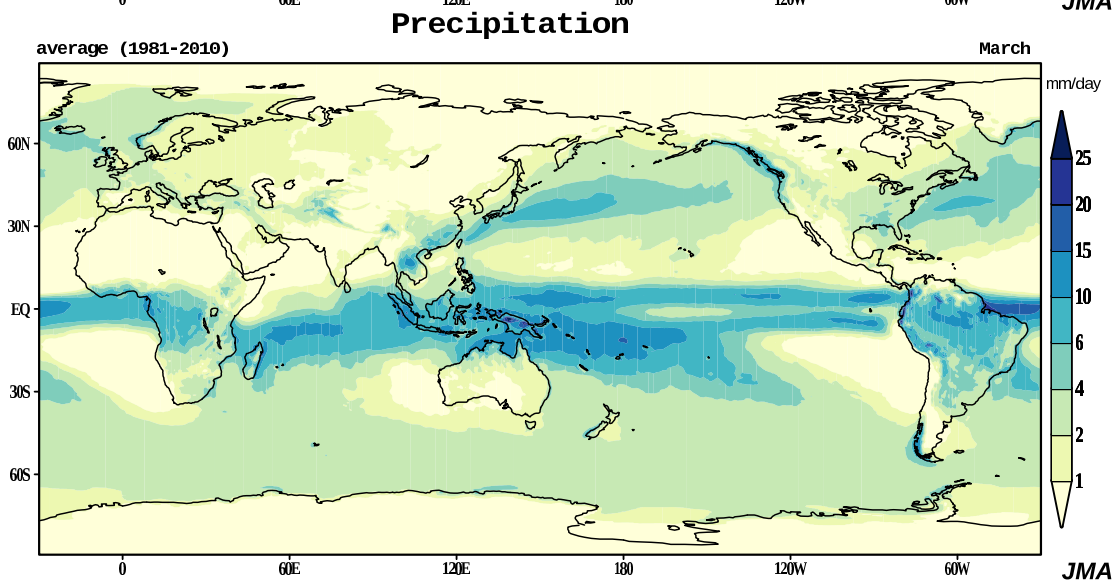 0 60E 120E 180 120W 60W JMA
Precipitation
average (1981-2010) March
mm/day
60N
30N
EQ
30S
60S
25
20
15
10
6
4
2
1
0 60E 120E 180 120W 60W
JMA